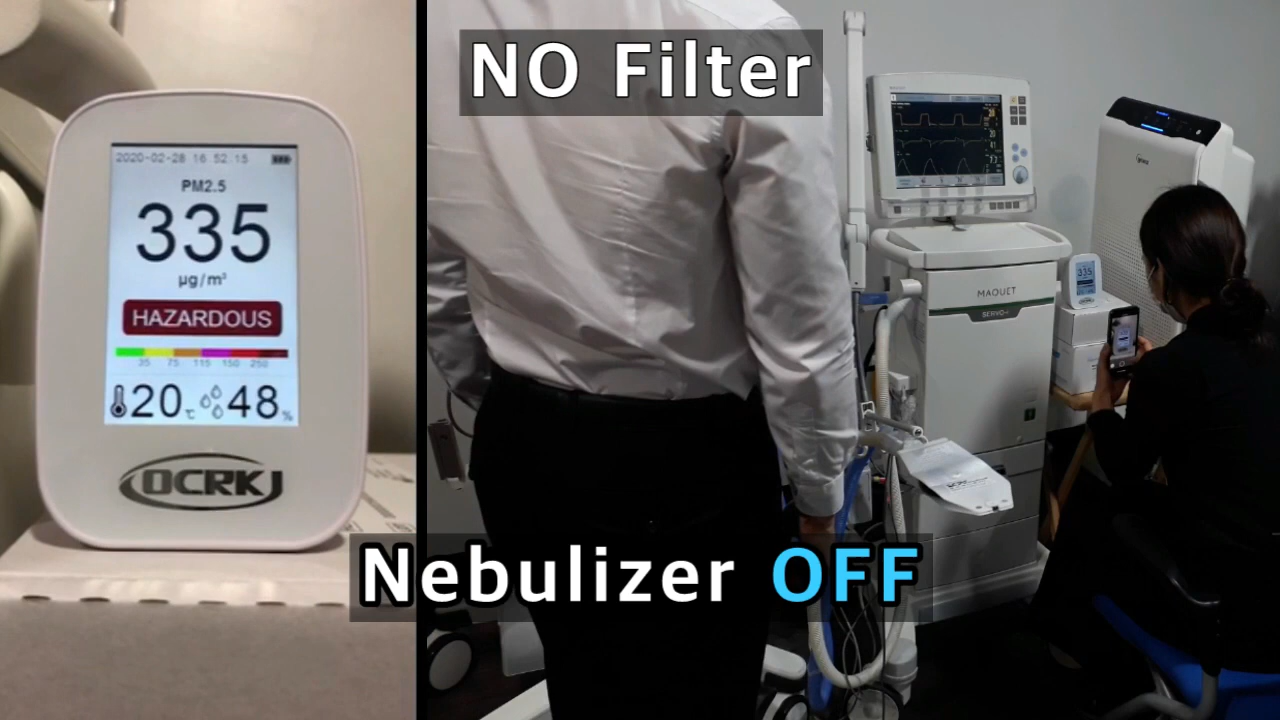 NO Filter
2020-02-28 16:52:15
PM2.5
335
µg/m³
HAZARDOUS
35 75 115 150 250
20℃ 48%
OCRKJ
MAQUET
SERVO-i
335
Nebulizer OFF